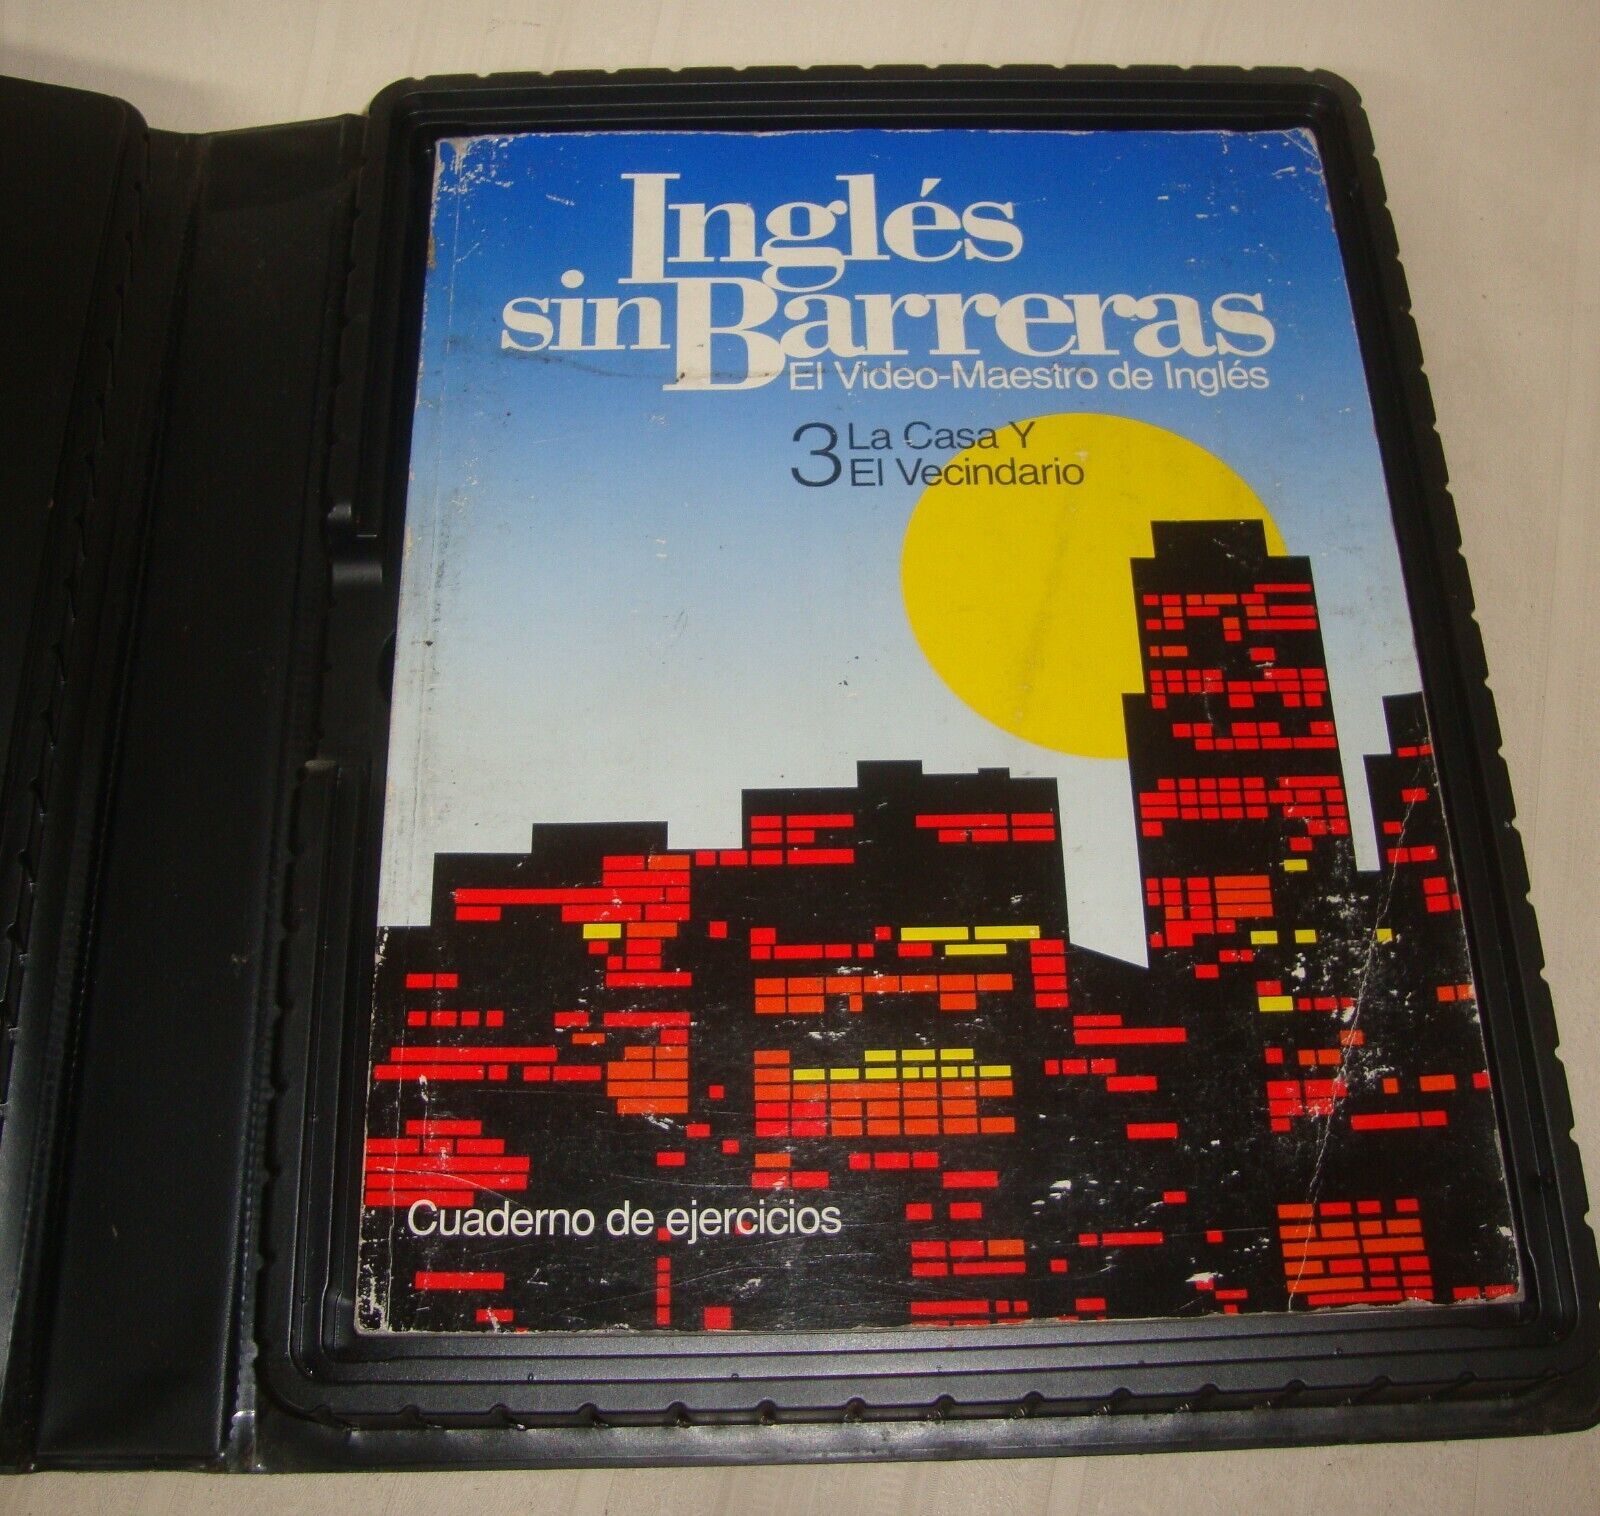 Inglés
sin Barreras
El Video-Maestro de Inglés
3 La Casa Y
El Vecindario
Cuaderno de ejercicios